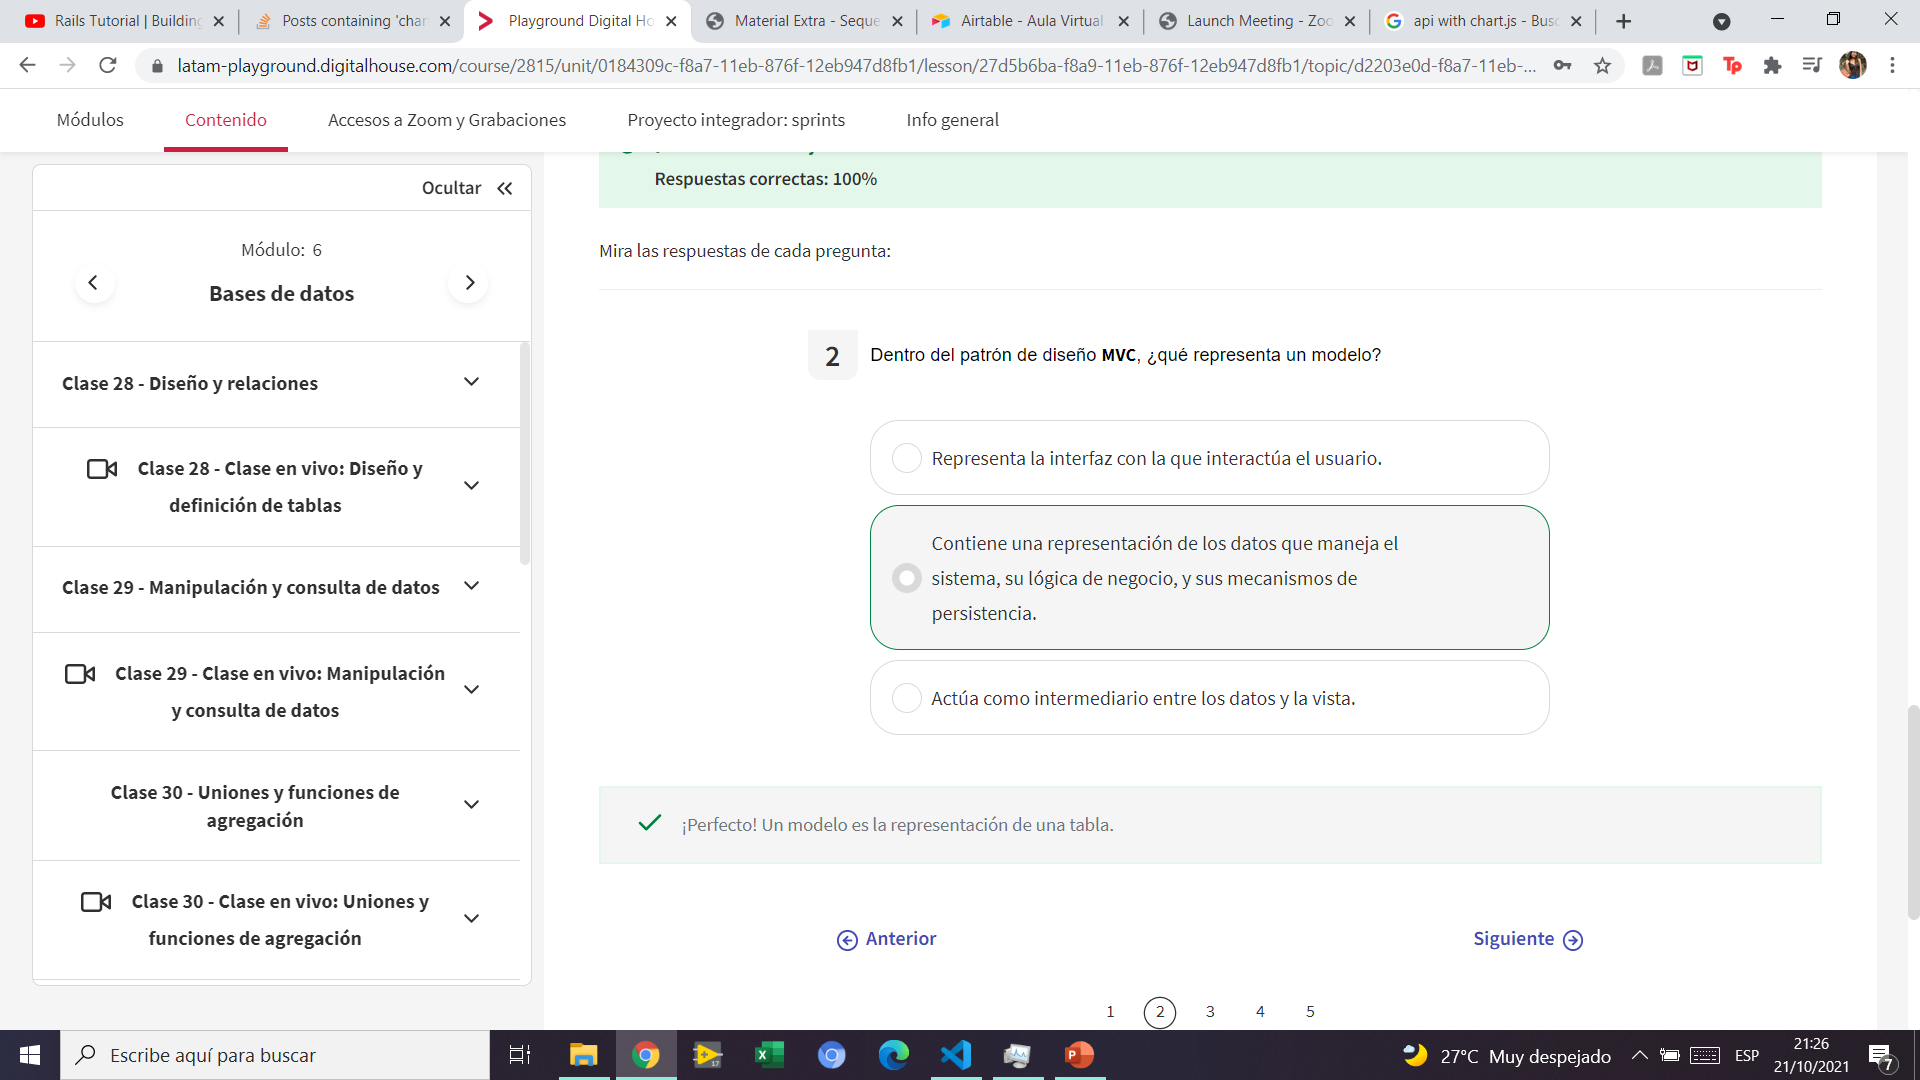 Rails Tutorial | Building
Posts containing 'char
Playground Digital Ho
Material Extra - Seque
Airtable - Aula Virtual
Launch Meeting - Zoo
api with chart.js - Busc
latam-playground.digitalhouse.com/course/2815/unit/0184309c-f8a7-11eb-876f-12eb947d8fb1/lesson/27d5b6ba-f8a9-11eb-876f-12eb947d8fb1/topic/d2203e0d-f8a7-11eb-...
Módulos
Contenido
Accesos a Zoom y Grabaciones
Proyecto integrador: sprints
Info general
Ocultar
Módulo: 6
Bases de datos
Clase 28 - Diseño y relaciones
Clase 28 - Clase en vivo: Diseño y
definición de tablas
Clase 29 - Manipulación y consulta de datos
Clase 29 - Clase en vivo: Manipulación
y consulta de datos
Clase 30 - Uniones y funciones de
agregación
Clase 30 - Clase en vivo: Uniones y
funciones de agregación
Respuestas correctas: 100%
Mira las respuestas de cada pregunta:
2
Dentro del patrón de diseño MVC, ¿qué representa un modelo?
Representa la interfaz con la que interactúa el usuario.
Contiene una representación de los datos que maneja el
sistema, su lógica de negocio, y sus mecanismos de
persistencia.
Actúa como intermediario entre los datos y la vista.
¡Perfecto! Un modelo es la representación de una tabla.
Anterior
Siguiente
1 2 3 4 5
Escribe aquí para buscar
27°C Muy despejado
ESP
21:26
21/10/2021
7